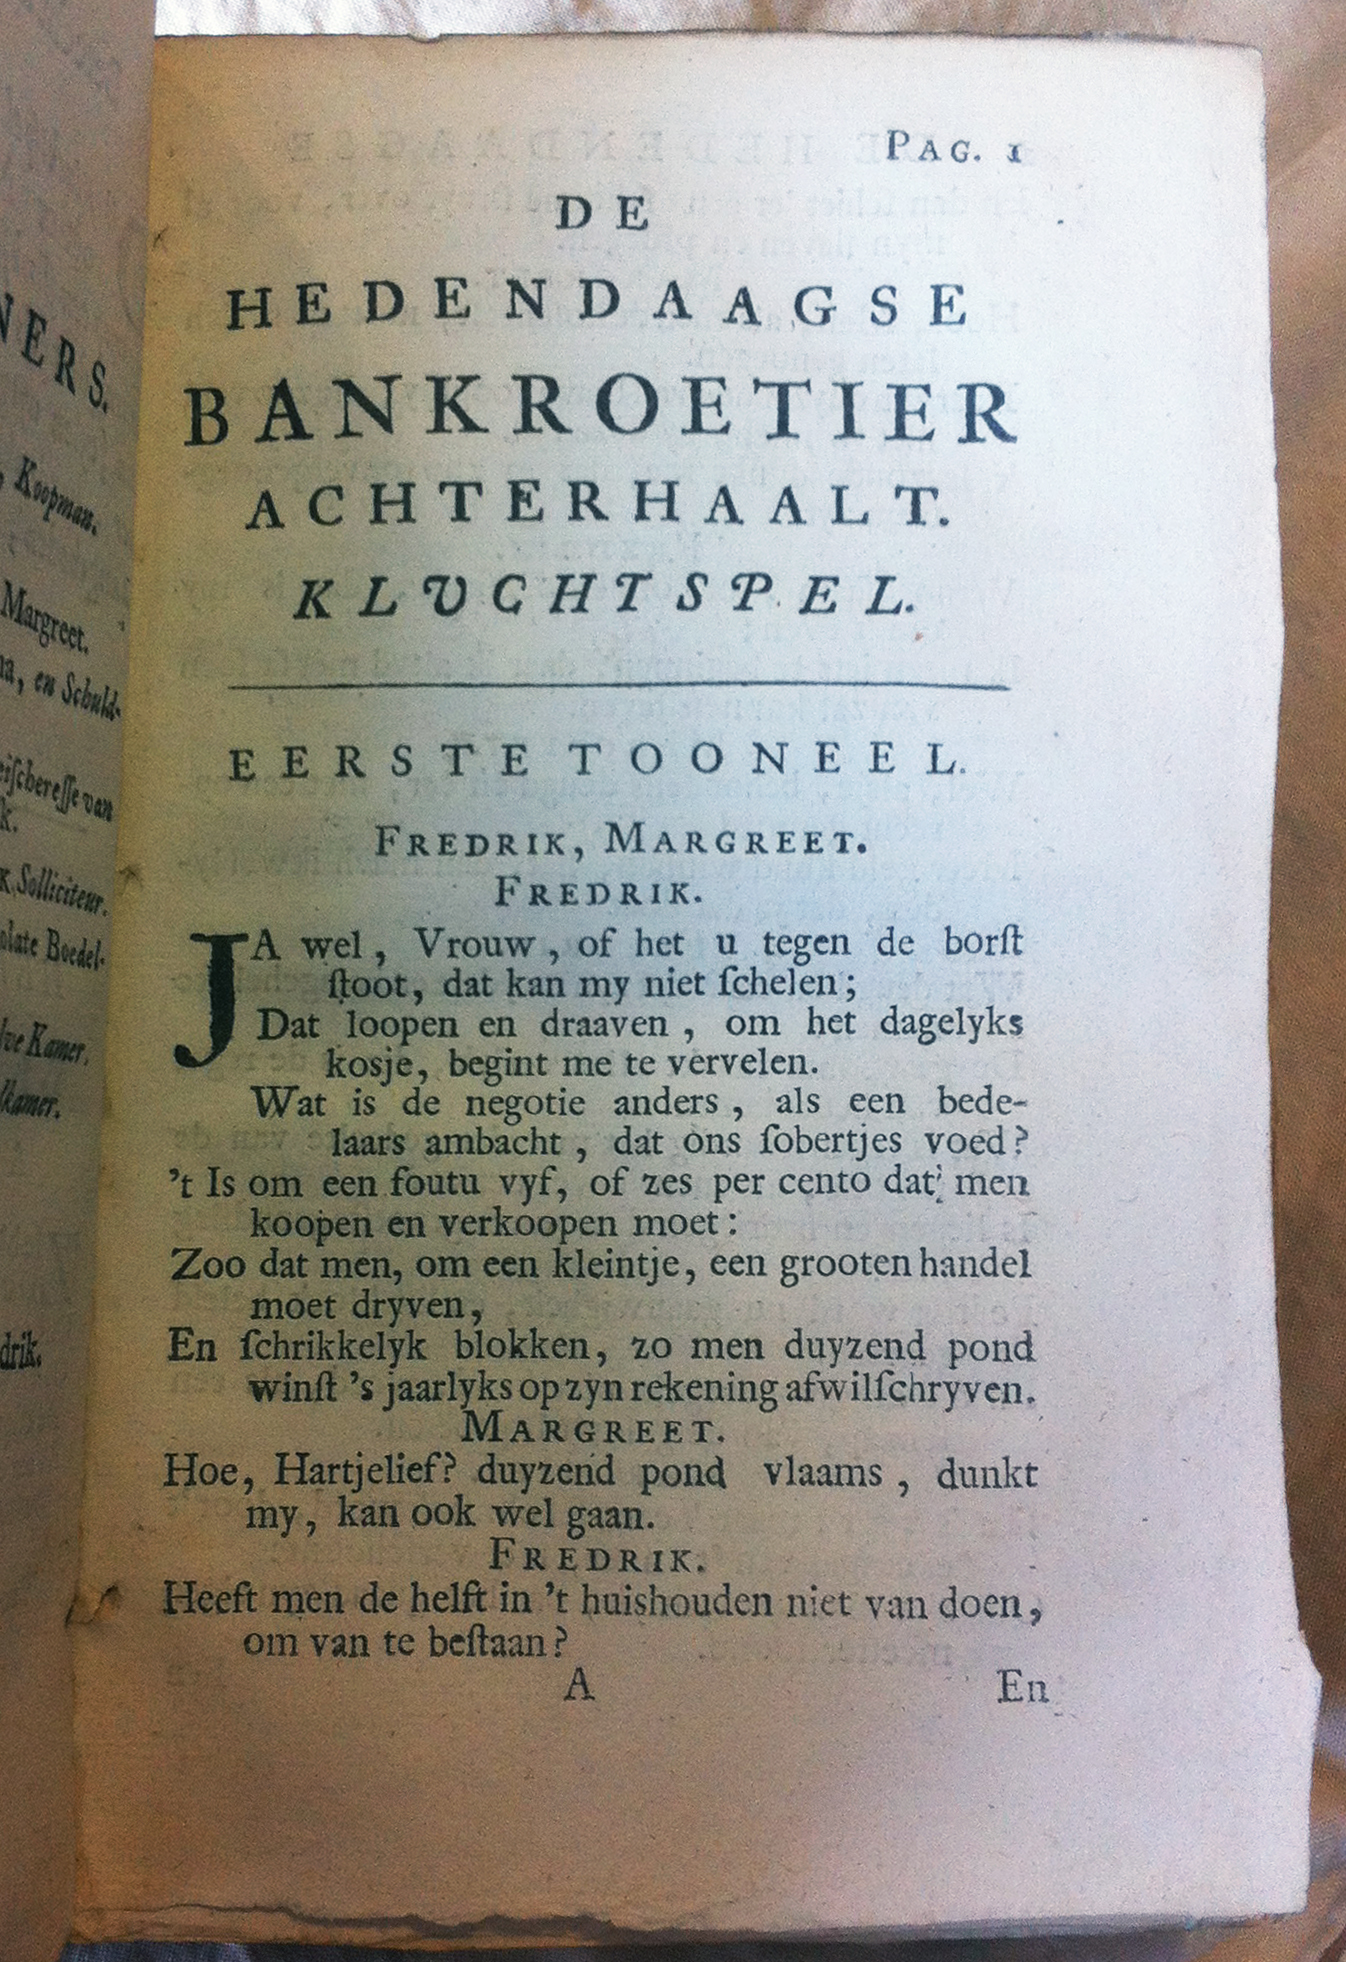 NERS.
Koopman.
Margreet.
en Schuld-
van
k.
Solliciteur.
Boedel-
Kamer.
kamer.
drik.
PAG. 1
DE
HEDENDAAGSE
BANKROETIER
ACHTERHAALT.
KLUCHTSPEL.
EERSTE TOONEEL.
FREDRIK, MARGREET.
FREDRIK.
JA wel, Vrouw, of het u tegen de borſt
ſtoot, dat kan my niet ſchelen;
Dat loopen en draaven, om het dagelyks
kosje, begint me te vervelen.
Wat is de negotie anders, als een bede-
laars ambacht, dat ons ſobertjes voed?
't Is om een foutu vyf, of zes per cento dat men
koopen en verkoopen moet:
Zoo dat men, om een kleintje, een grooten handel
moet dryven,
En ſchrikkelyk blokken, zo men duyzend pond
winſt 's jaarlyks op zyn rekening af wil ſchryven.
MARGREET.
Hoe, Hartjelief? duyzend pond vlaams, dunkt
my, kan ook wel gaan.
FREDRIK.
Heeft men de helft in 't huishouden niet van doen,
om van te beſtaan?
A En